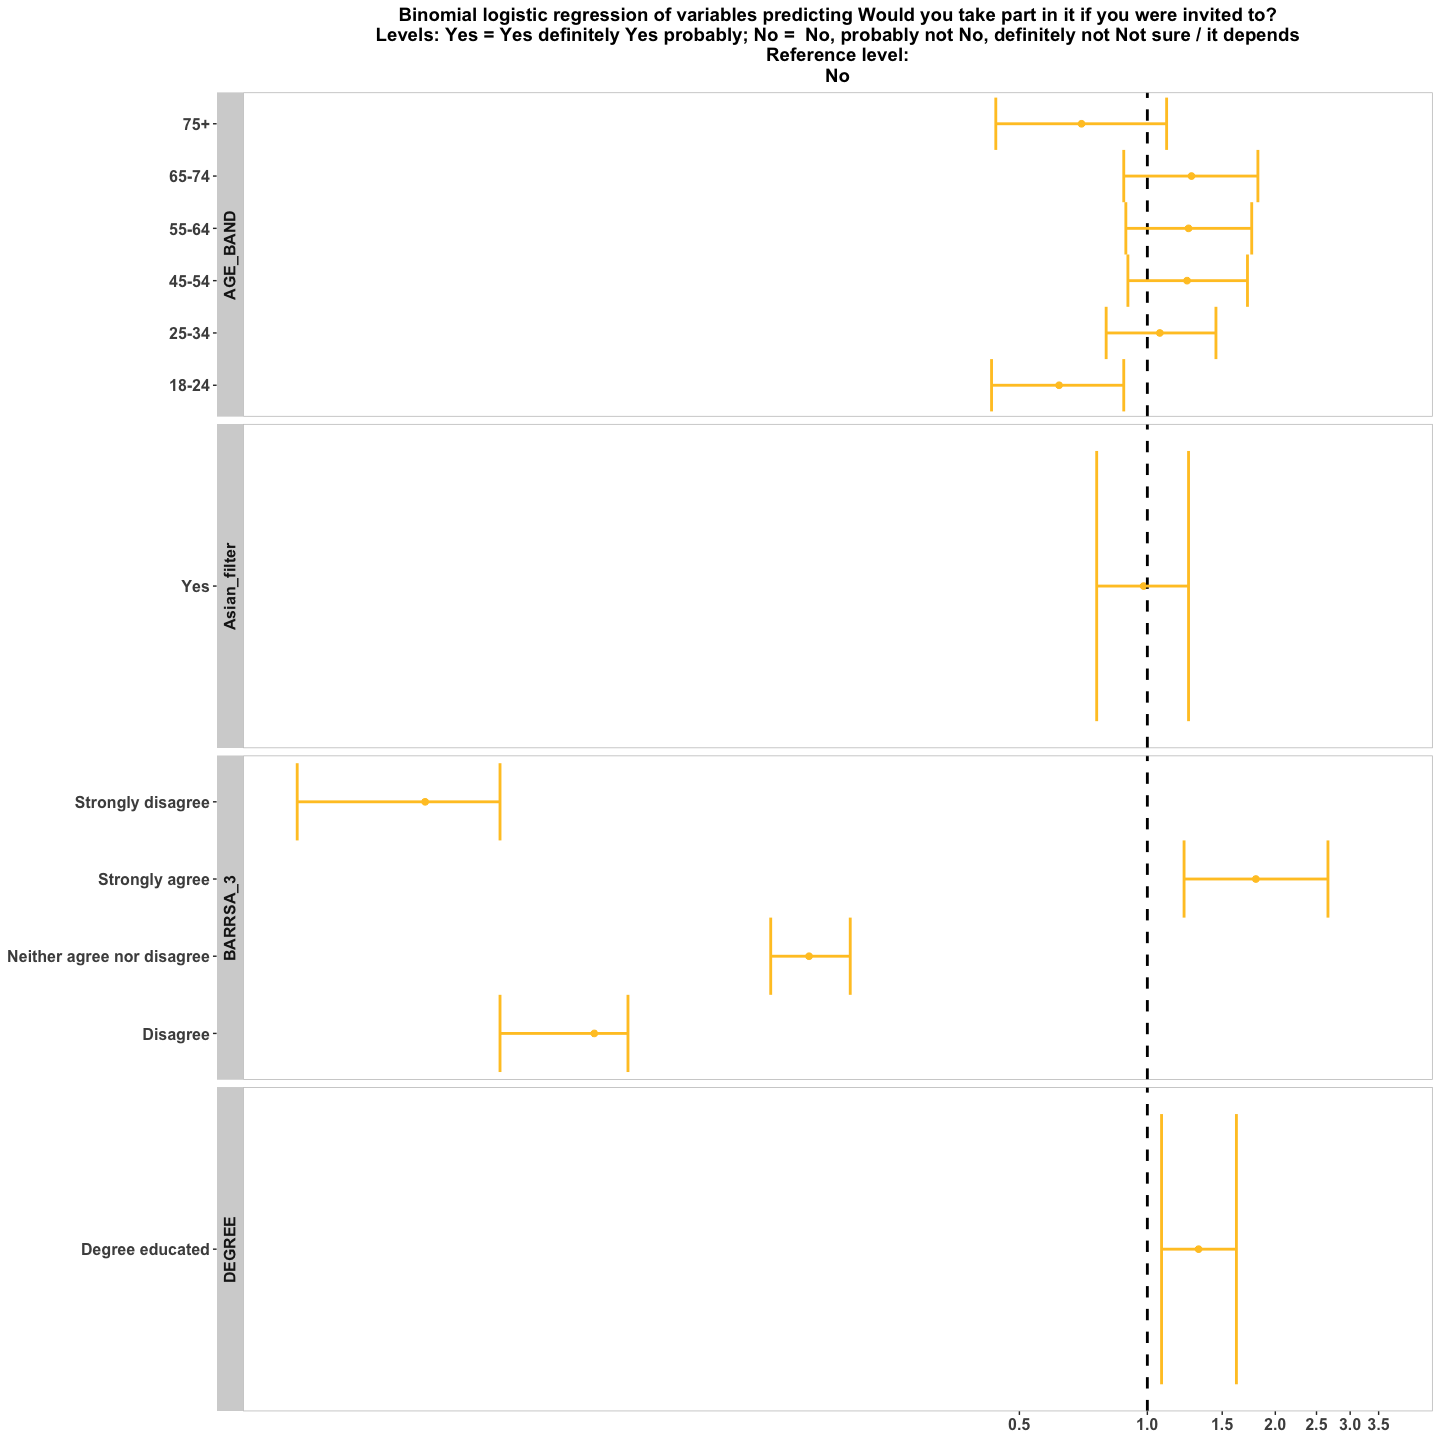 Binomial logistic regression of variables predicting Would you take part in it if you were invited to?
Levels: Yes = Yes definitely Yes probably; No =  No, probably not No, definitely not Not sure / it depends
Reference level:
No
AGE_BAND
75+
65-74
55-64
45-54
25-34
18-24
Asian_filter
Yes
BARRSA_3
Strongly disagree
Strongly agree
Neither agree nor disagree
Disagree
DEGREE
Degree educated
0.5 1.0 1.5 2.0 2.5 3.0 3.5